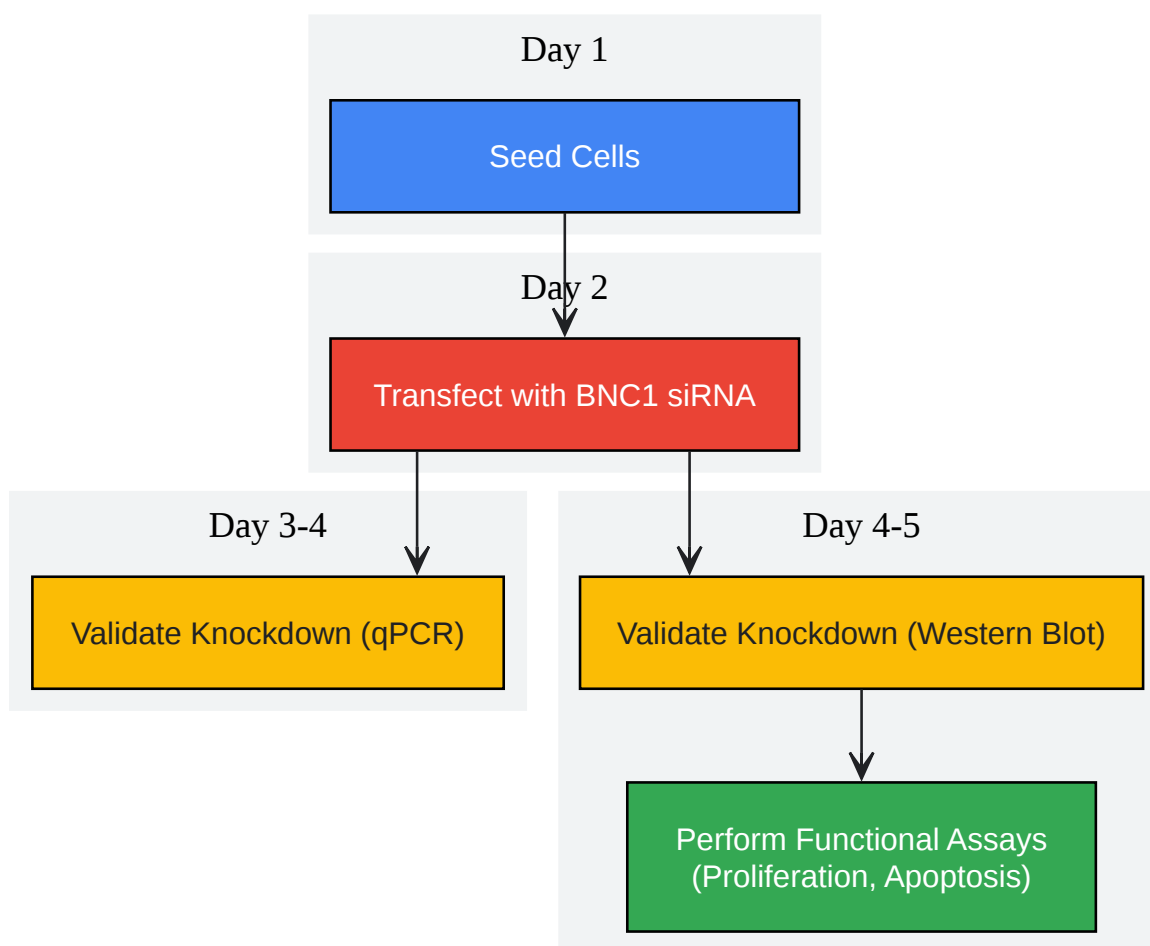 Day 1
Seed Cells
Day 2
Transfect with BNC1 siRNA
Day 3-4
Validate Knockdown (qPCR)
Day 4-5
Validate Knockdown (Western Blot)
Perform Functional Assays
(Proliferation, Apoptosis)